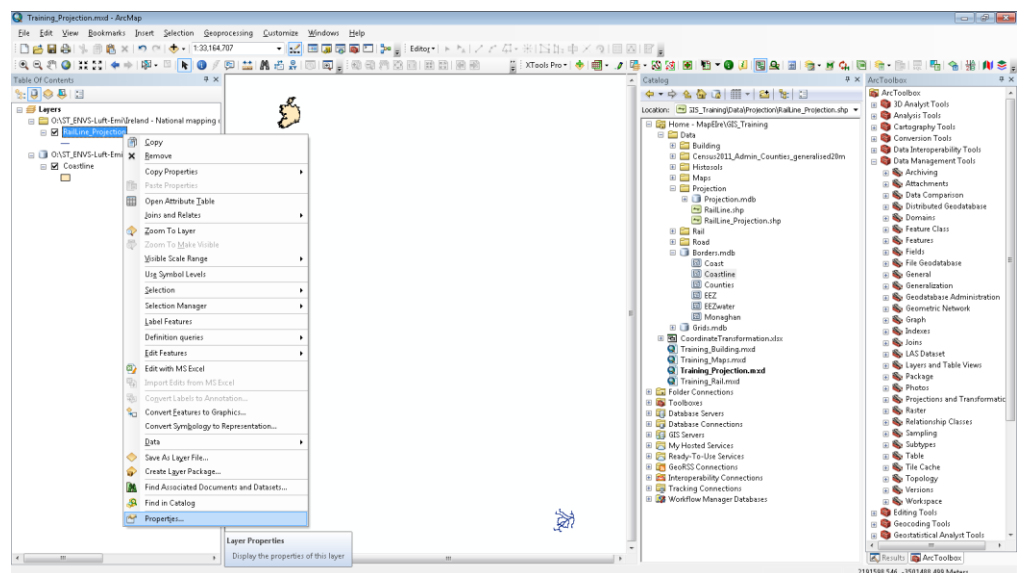 Training_Projection.mxd - ArcMap
File Edit View Bookmarks Insert Selection Geoprocessing Customize Windows Help
1:33,164,707
Editor
XTools Pro
Table Of Contents
Layers
O:\ST_ENVS-Luft-Emi\Ireland - National mapping
RailLine_Projection
O:\ST_ENVS-Luft-Emi
Coastline
Copy
Remove
Copy Properties
Paste Properties
Open Attribute Table
Joins and Relates
Zoom To Layer
Zoom To Make Visible
Visible Scale Range
Use Symbol Levels
Selection
Selection Manager
Label Features
Definition queries
Edit Features
Edit with MS Excel
Import Edits from MS Excel
Convert Labels to Annotation...
Convert Features to Graphics...
Convert Symbology to Representation...
Data
Save As Layer File...
Create Layer Package...
Find Associated Documents and Datasets...
Find in Catalog
Properties...
Layer Properties
Display the properties of this layer
Catalog
Location: GIS_Training\Data\Projection\RailLine_Projection.shp
Home - MapEIre\GIS_Training
Data
Building
Census2011_Admin_Counties_generalised20m
Histosols
Maps
Projection
Projection.mdb
RailLine.shp
RailLine_Projection.shp
Rail
Road
Borders.mdb
Coast
Coastline
Counties
EEZ
EEZwater
Monaghan
Grids.mdb
CoordinateTransformation.xlsx
Training_Building.mxd
Training_Maps.mxd
Training_Projection.mxd
Training_Rail.mxd
Folder Connections
Toolboxes
Database Servers
Database Connections
GIS Servers
My Hosted Services
Ready-To-Use Services
GeoRSS Connections
Interoperability Connections
Tracking Connections
Workflow Manager Databases
ArcToolbox
ArcToolbox
3D Analyst Tools
Analysis Tools
Cartography Tools
Conversion Tools
Data Interoperability Tools
Data Management Tools
Archiving
Attachments
Data Comparison
Distributed Geodatabase
Domains
Feature Class
Features
Fields
File Geodatabase
General
Generalization
Geodatabase Administration
Geometric Network
Graph
Indexes
Joins
LAS Dataset
Layers and Table Views
Package
Photos
Projections and Transformatic
Raster
Relationship Classes
Sampling
Subtypes
Table
Tile Cache
Topology
Versions
Workspace
Editing Tools
Geocoding Tools
Geostatistical Analyst Tools
Results ArcToolbox
2191598,546 -3501488,499 Meters